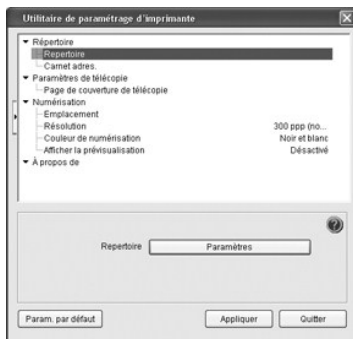 Utilitaire de paramétrage d'imprimante
Répertoire
Repertoire
Carnet adres.
Paramètres de télécopie
Page de couverture de télécopie
Numérisation
Emplacement
Résolution 300 ppp (no...
Couleur de numérisation Noir et blanc
Afficher la prévisualisation Désactivé
À propos de
?
Repertoire Paramètres
Param. par défaut Appliquer Quitter